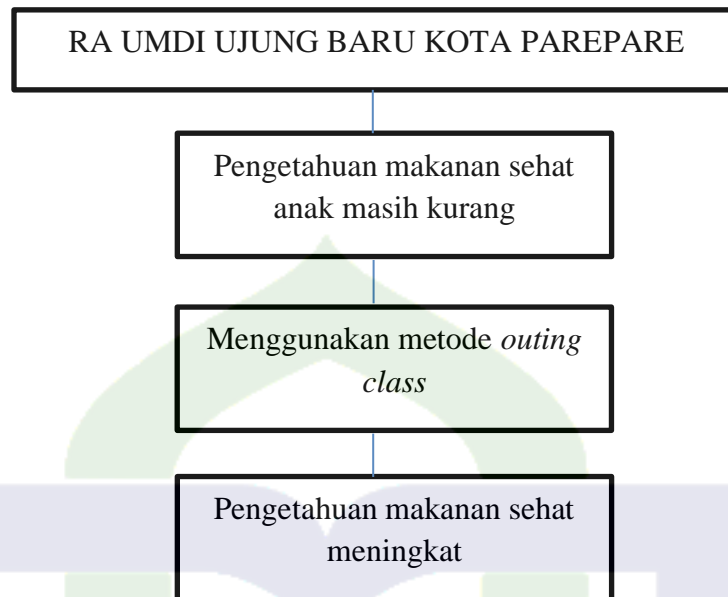 RA UMDI UJUNG BARU KOTA PAREPARE
Pengetahuan makanan sehat
anak masih kurang
Menggunakan metode outing
class
Pengetahuan makanan sehat
meningkat